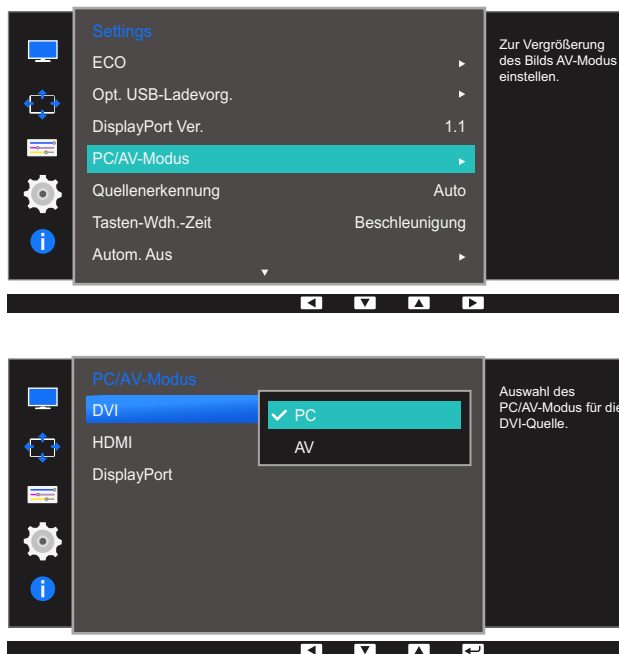 Settings
ECO
Opt. USB-Ladevorg.
DisplayPort Ver. 1.1
PC/AV-Modus
Quellenerkennung Auto
Tasten-Wdh.-Zeit Beschleunigung
Autom. Aus
Zur Vergrößerung
des Bilds AV-Modus
einstellen.
PC/AV-Modus
DVI
HDMI
DisplayPort
PC
AV
Auswahl des
PC/AV-Modus für die
DVI-Quelle.